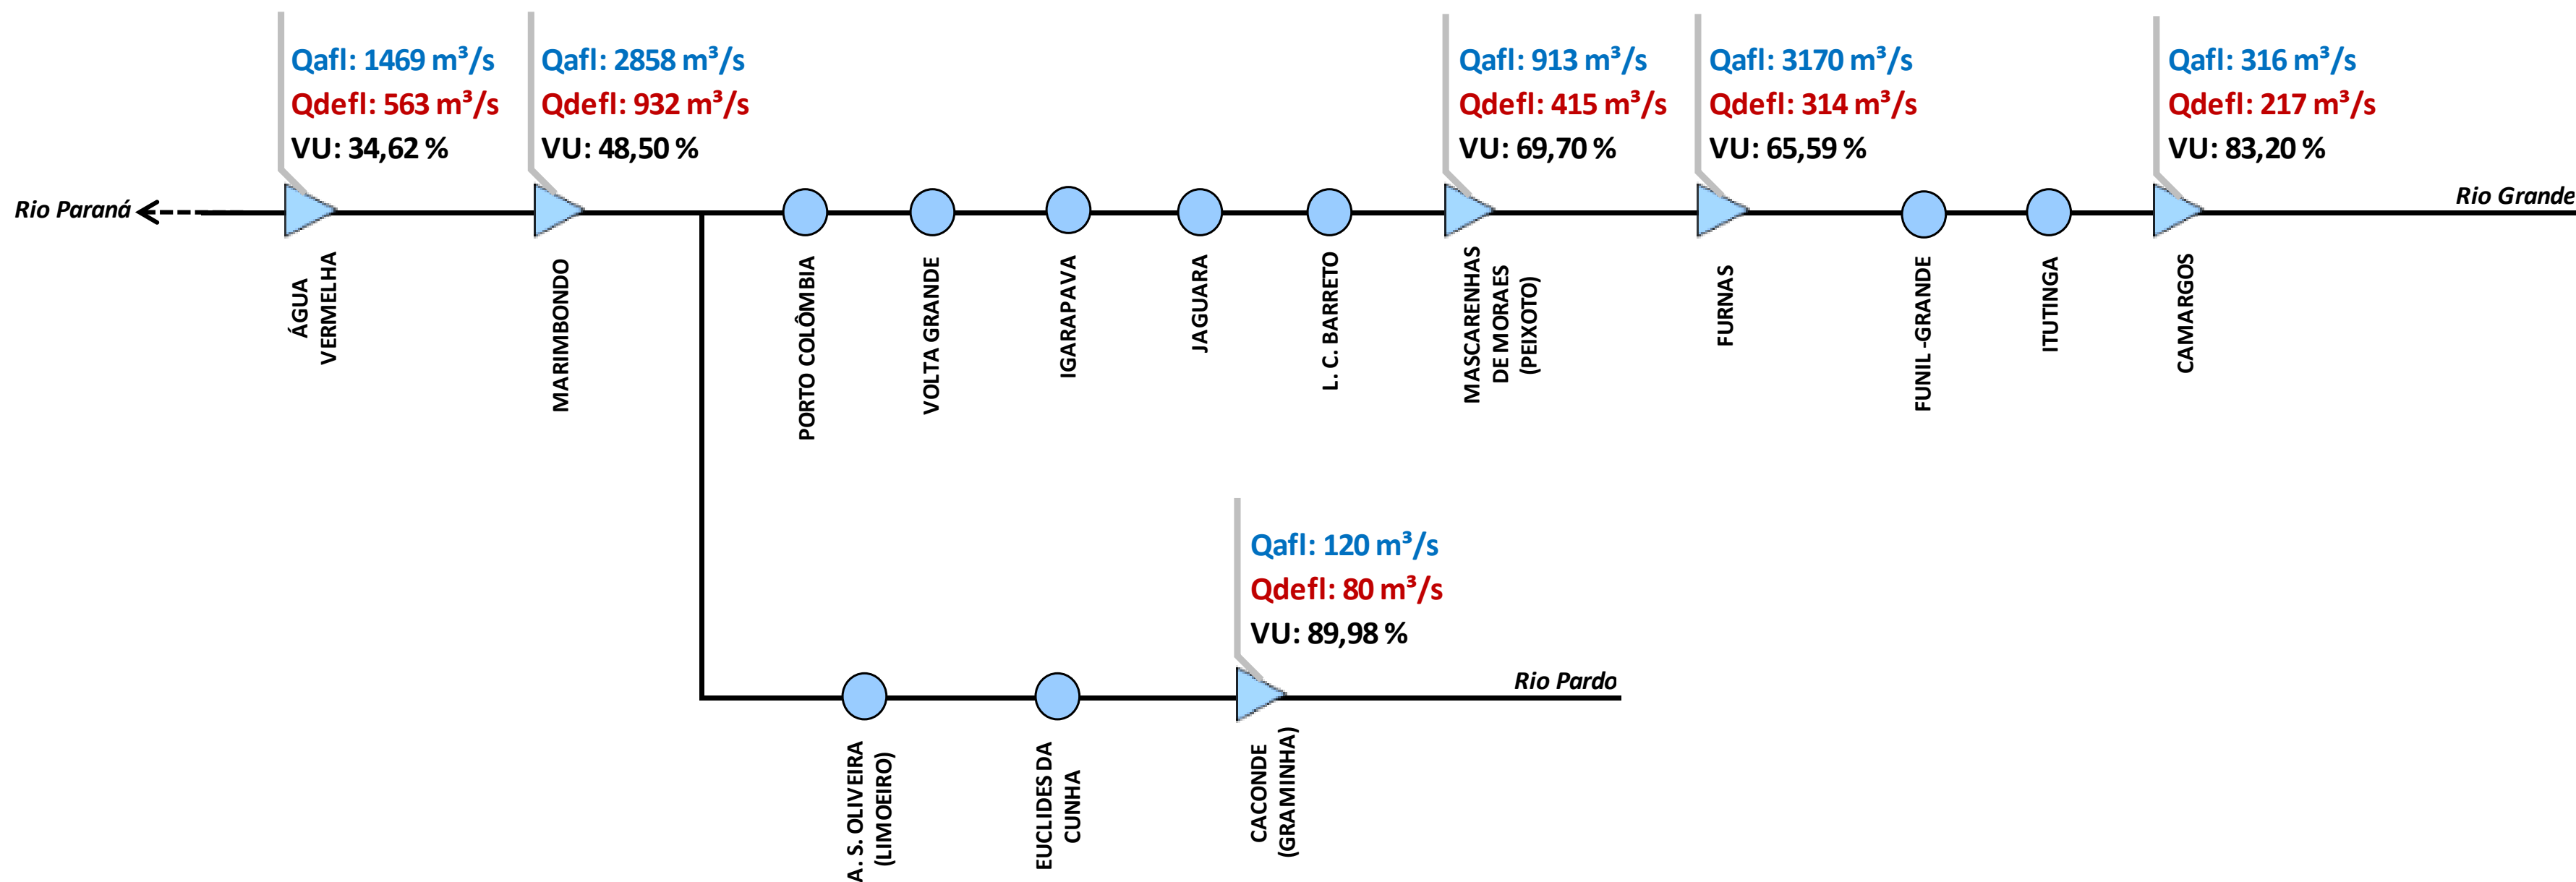 Qafl: 1469 m³/s
Qdefl: 563 m³/s
VU: 34,62 %
Qafl: 2858 m³/s
Qdefl: 932 m³/s
VU: 48,50 %
Qafl: 913 m³/s
Qdefl: 415 m³/s
VU: 69,70 %
Qafl: 3170 m³/s
Qdefl: 314 m³/s
VU: 65,59 %
Qafl: 316 m³/s
Qdefl: 217 m³/s
VU: 83,20 %
Rio Paraná
Rio Grande
ÁGUA
VERMELHA
MARIMBONDO
PORTO COLÔMBIA
VOLTA GRANDE
IGARAPAVA
JAGUARA
L. C. BARRETO
MASCARENHAS
DE MORAES
(PEIXOTO)
FURNAS
FUNIL -GRANDE
ITUTINGA
CAMARGOS
Qafl: 120 m³/s
Qdefl: 80 m³/s
VU: 89,98 %
Rio Pardo
A. S. OLIVEIRA
(LIMOEIRO)
EUCLIDES DA
CUNHA
CACONDE
(GRAMINHA)